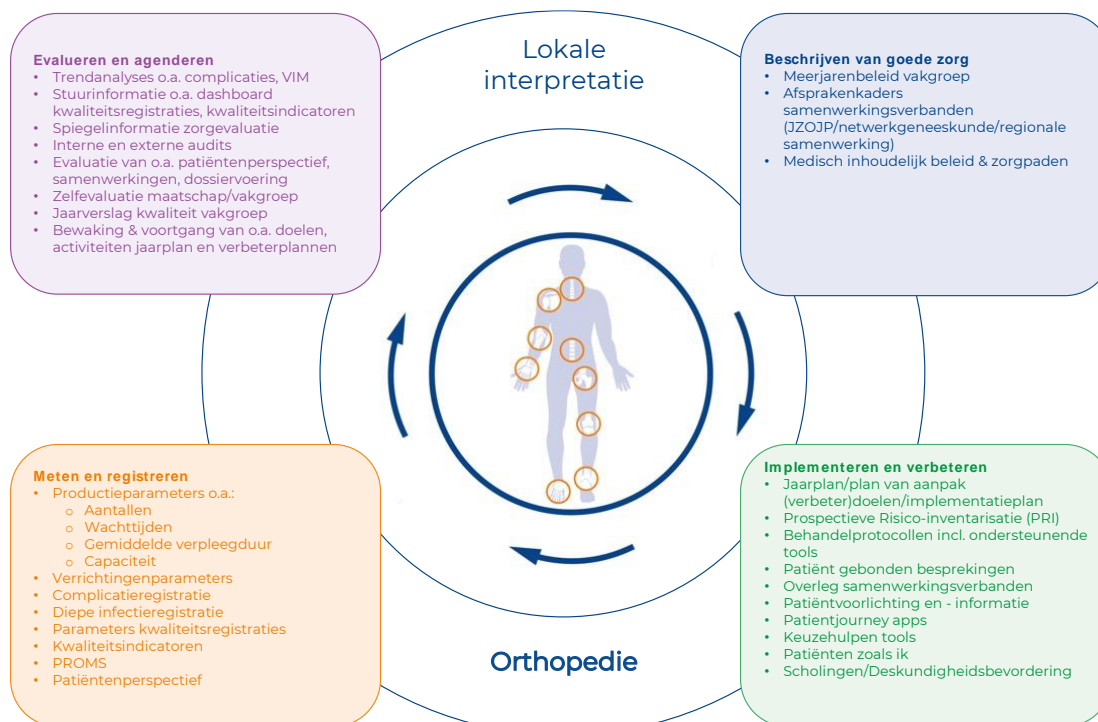 Lokale
interpretatie
Evalueren en agenderen
• Trendanalyses o.a. complicaties, VIM
• Stuurinformatie o.a. dashboard
kwaliteitsregistraties, kwaliteitsindicatoren
• Spiegelinformatie zorgevaluatie
• Interne en externe audits
• Evaluatie van o.a. patiëntenperspectief,
samenwerkingen, dossiervoering
• Zelfevaluatie maatschap/vakgroep
• Jaarverslag kwaliteit vakgroep
• Bewaking & voortgang van o.a. doelen,
activiteiten jaarplan en verbeterplannen
Beschrijven van goede zorg
• Meerjarenbeleid vakgroep
• Afsprakenkaders
samenwerkingsverbanden
(JZOJP/netwerkgeneeskunde/regionale
samenwerking)
• Medisch inhoudelijk beleid & zorgpaden
Meten en registreren
• Productieparameters o.a.:
o Aantallen
o Wachttijden
o Gemiddelde verpleegduur
o Capaciteit
• Verrichtingenparameters
• Complicatieregistratie
• Diepe infectieregistratie
• Parameters kwaliteitsregistraties
• Kwaliteitsindicatoren
• PROMS
• Patiëntenperspectief
Implementeren en verbeteren
• Jaarplan/plan van aanpak
(verbeter)doelen/implementatieplan
• Prospectieve Risico-inventarisatie (PRI)
• Behandelprotocollen incl. ondersteunende
tools
• Patiënt gebonden besprekingen
• Overleg samenwerkingsverbanden
• Patiëntvoorlichting en - informatie
• Patientjourney apps
• Keuzehulpen tools
• Patiënten zoals ik
• Scholingen/Deskundigheidsbevordering
Orthopedie